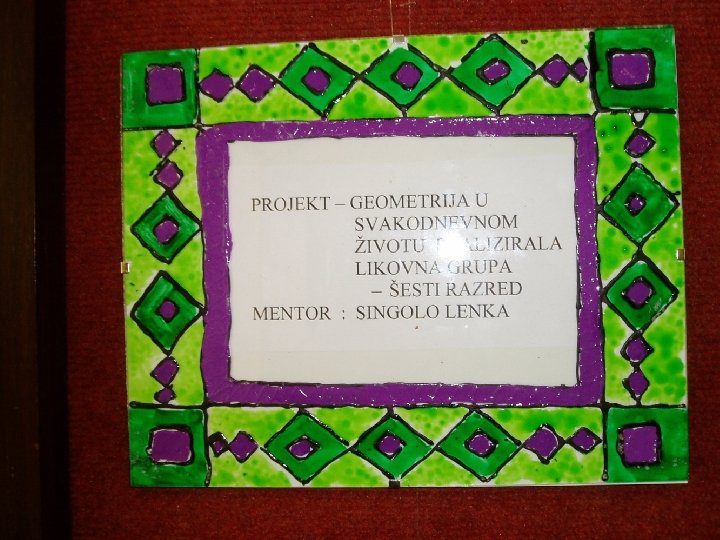 PROJEKT – GEOMETRIJA U
SVAKODNEVNOM
ŽIVOTU
LIKOVNA GRUPA
– ŠESTI RAZRED
MENTOR : SINGOLO LENKA